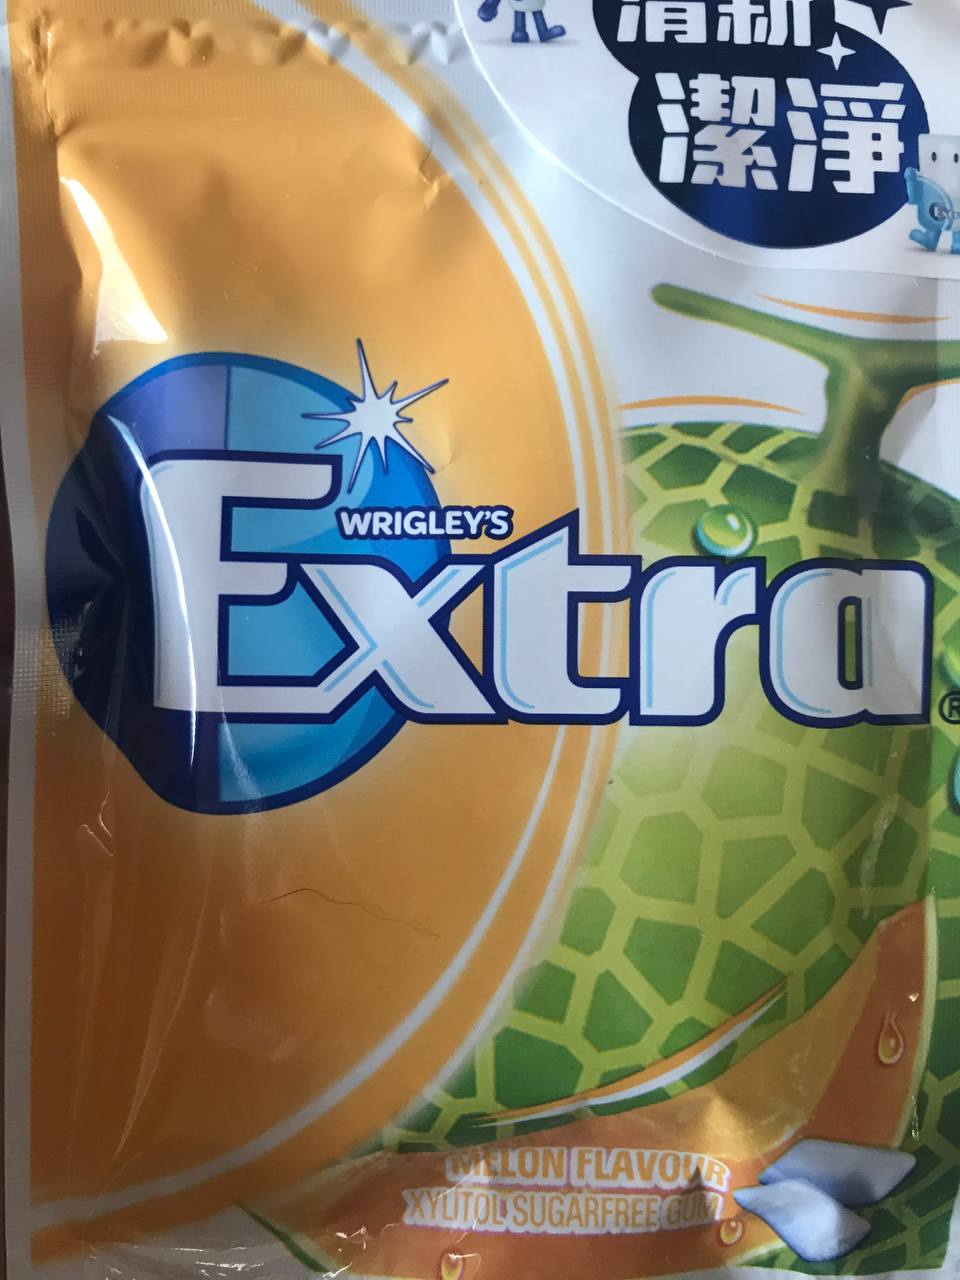 清新
潔淨
WRIGLEY'S
Extra®
MELON FLAVOUR
XYLITOL SUGARFREE GUM